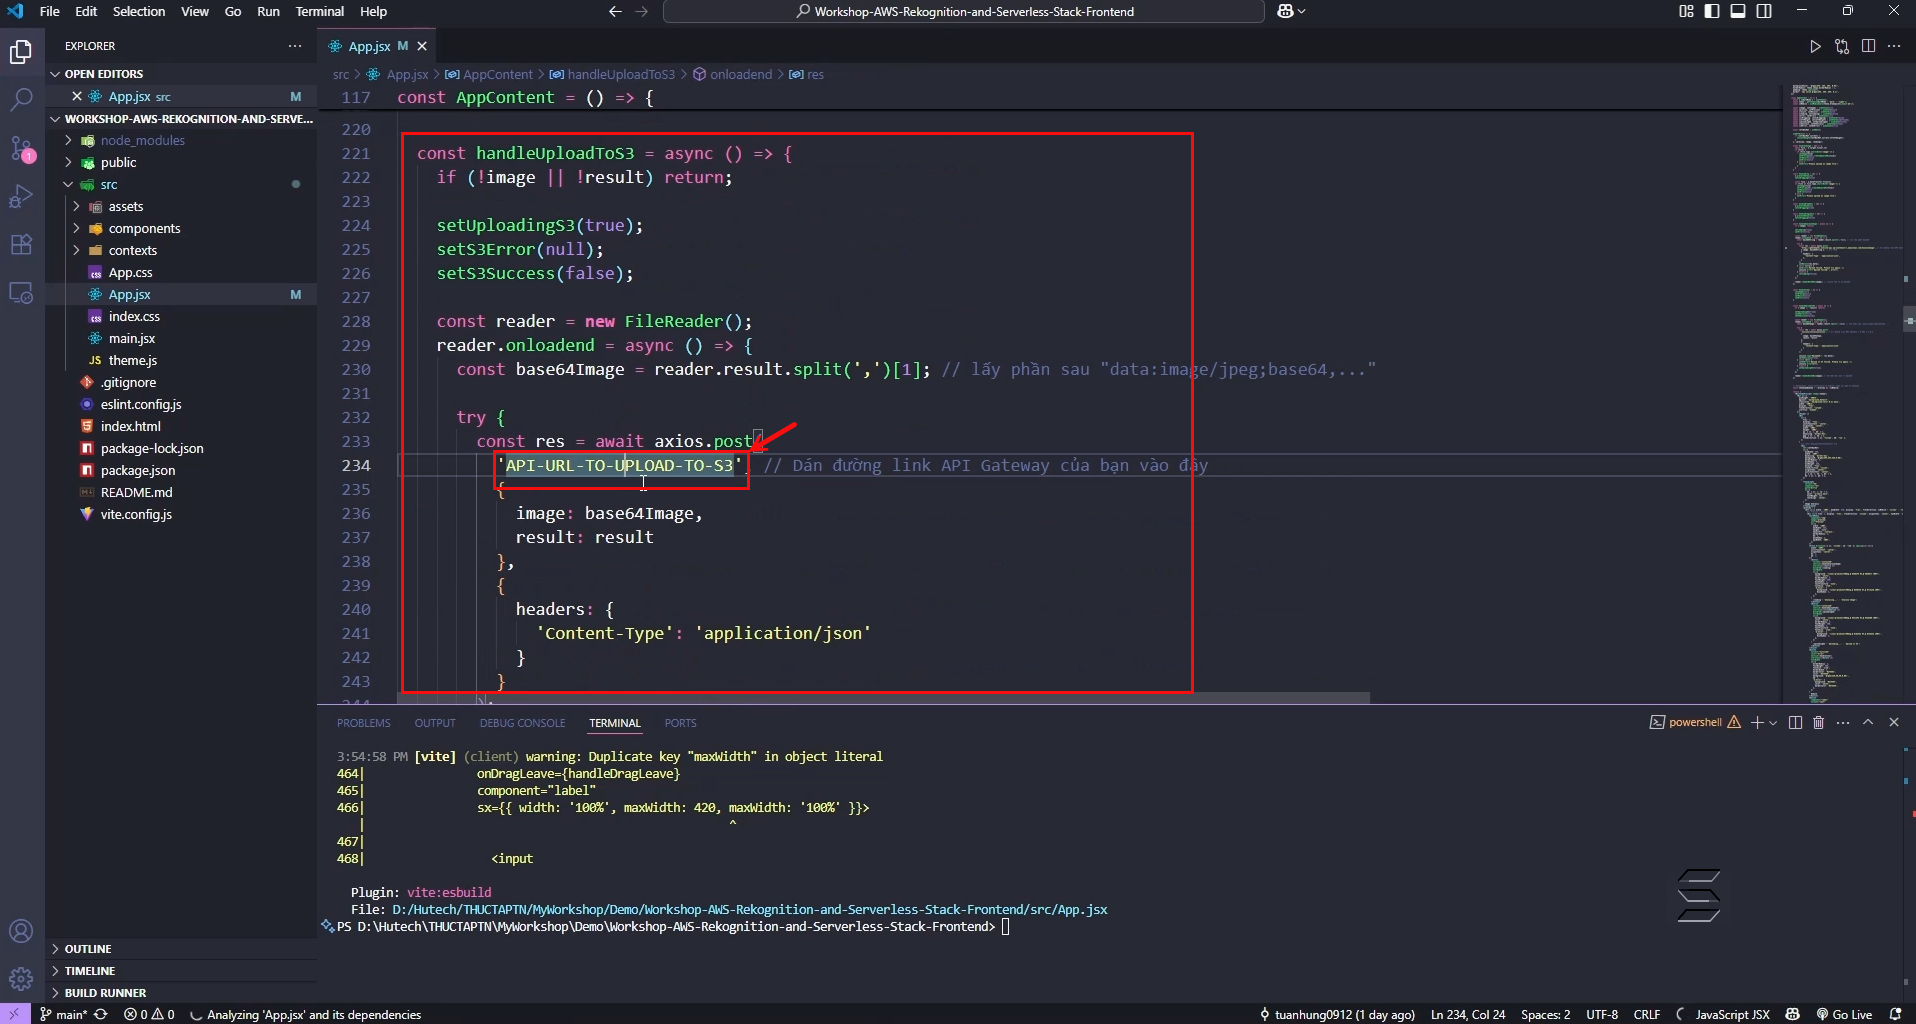 File Edit Selection View Go Run Terminal Help
Workshop-AWS-Rekognition-and-Serverless-Stack-Frontend
EXPLORER
OPEN EDITORS
App.jsx src M
WORKSHOP-AWS-REKOGNITION-AND-SERVE...
node_modules
public
src
assets
components
contexts
App.css
App.jsx M
index.css
main.jsx
JS theme.js
.gitignore
eslint.config.js
index.html
package-lock.json
package.json
README.md
vite.config.js
OUTLINE
TIMELINE
BUILD RUNNER
App.jsx M
src > App.jsx > AppContent > handleUploadToS3 > onloadend > res
117 const AppContent = () => {
220
221 const handleUploadToS3 = async () => {
222 if (!image || !result) return;
223
224 setUploadingS3(true);
225 setS3Error(null);
226 setS3Success(false);
227
228 const reader = new FileReader();
229 reader.onloadend = async () => {
230 const base64Image = reader.result.split(',')[1]; // lấy phần sau "data:image/jpeg;base64,..."
231
232 try {
233 const res = await axios.post(
234 'API-URL-TO-UPLOAD-TO-S3', // Dán đường link API Gateway của bạn vào đây
235 {
236 image: base64Image,
237 result: result
238 },
239 {
240 headers: {
241 'Content-Type': 'application/json'
242 }
243 }
PROBLEMS OUTPUT DEBUG CONSOLE TERMINAL PORTS
powershell
3:54:58 PM [vite] (client) warning: Duplicate key "maxWidth" in object literal
464| onDragLeave={handleDragLeave}
465| component="label"
466| sx={{ width: '100%', maxWidth: 420, maxWidth: '100%' }}>
| ^
467|
468| <input
Plugin: vite:esbuild
File: D:/Hutech/THUCTAPTN/MyWorkshop/Demo/Workshop-AWS-Rekognition-and-Serverless-Stack-Frontend/src/App.jsx
PS D:\Hutech\THUCTAPTN\MyWorkshop\Demo\Workshop-AWS-Rekognition-and-Serverless-Stack-Frontend>
main* 0 0 Analyzing 'App.jsx' and its dependencies
tuanhung0912 (1 day ago) Ln 234, Col 24 Spaces: 2 UTF-8 CRLF JavaScript JSX Go Live